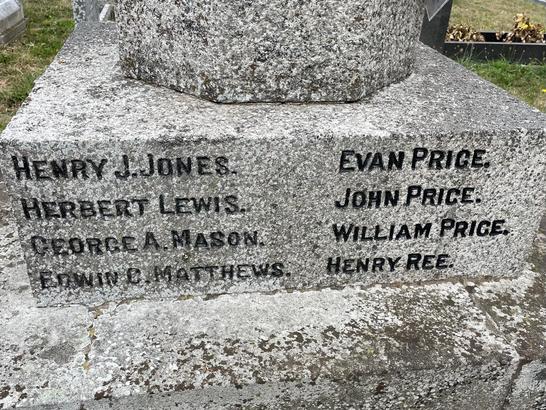 HENRY J. JONES.
HERBERT LEWIS.
GEORGE A. MASON.
EDWIN C. MATTHEWS.
EVAN PRICE.
JOHN PRICE.
WILLIAM PRICE.
HENRY REE.